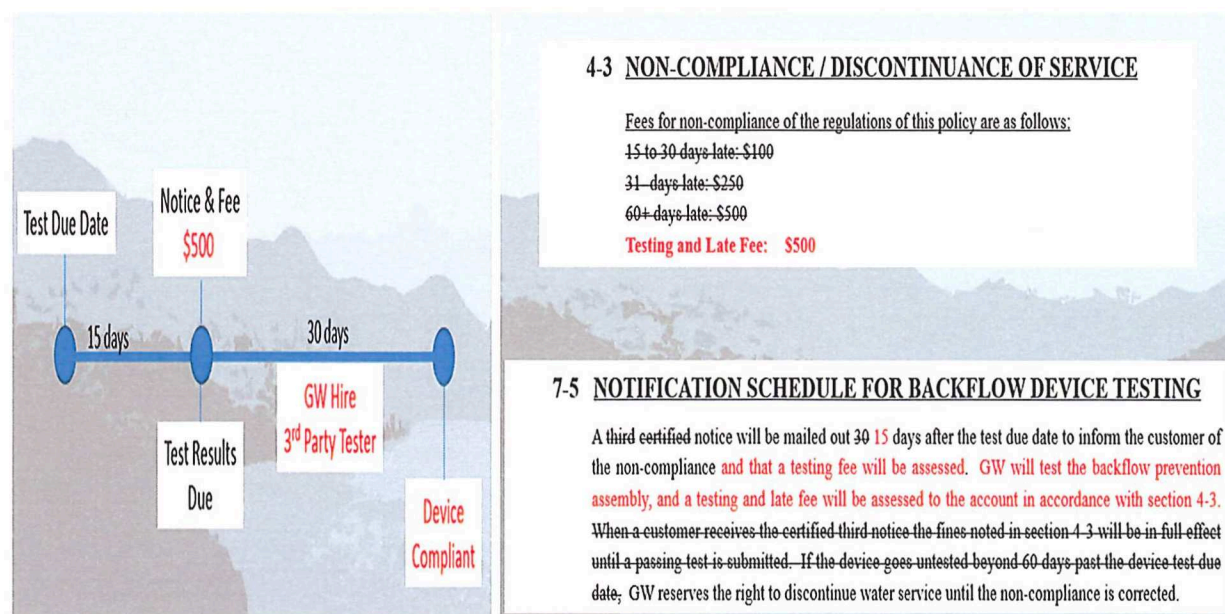 Test Due Date
Notice & Fee
$500
15 days
30 days
GW Hire
3rd Party Tester
Test Results
Due
Device
Compliant
4-3 NON-COMPLIANCE / DISCONTINUANCE OF SERVICE
Fees for non-compliance of the regulations of this policy are as follows:
15 to 30 days late: $100
31- days late: $250
60+ days late: $500
Testing and Late Fee: $500
7-5 NOTIFICATION SCHEDULE FOR BACKFLOW DEVICE TESTING
A third certified notice will be mailed out 30 15 days after the test due date to inform the customer of
the non-compliance and that a testing fee will be assessed. GW will test the backflow prevention
assembly, and a testing and late fee will be assessed to the account in accordance with section 4-3.
When a customer receives the certified third notice the fines noted in section 4-3 will be in full effect
until a passing test is submitted. If the device goes untested beyond 60 days past the device test due
date, GW reserves the right to discontinue water service until the non-compliance is corrected.